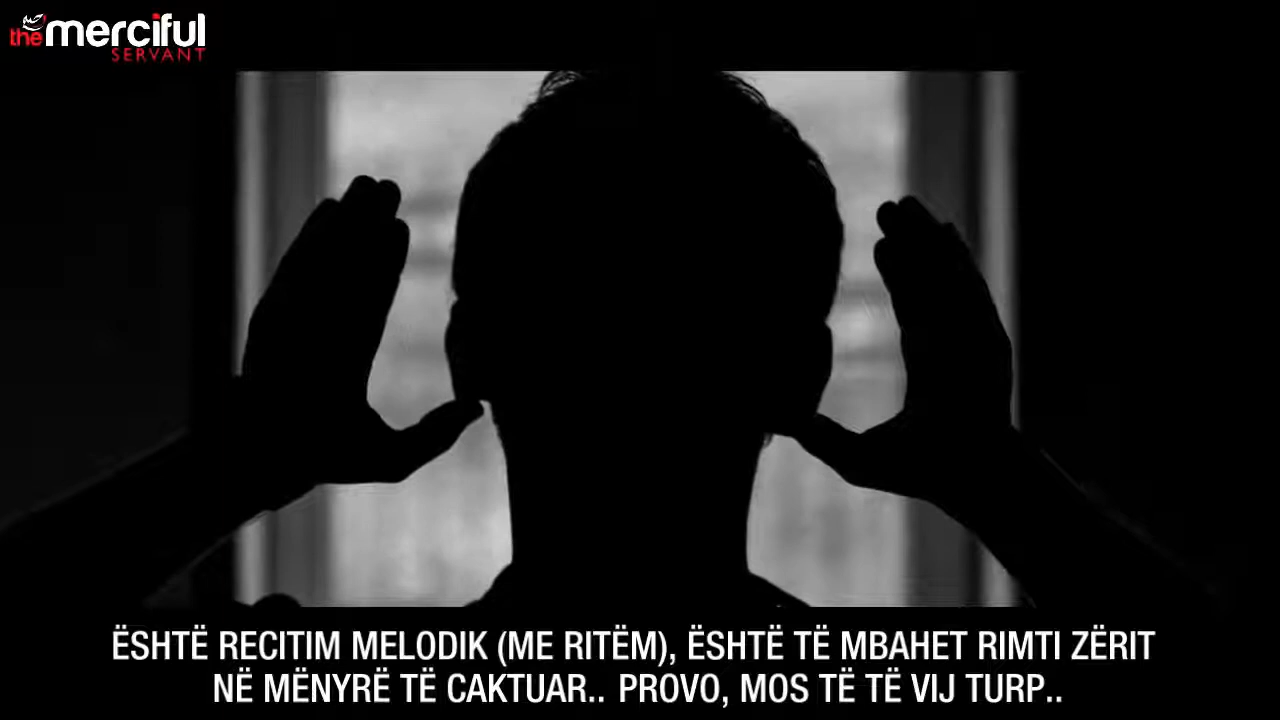 the merciful
SERVANT
ËSHTË RECITIM MELODIK (ME RITËM), ËSHTË TË MBAHET RIMTI ZËRIT
NË MËNYRË TË CAKTUAR.. PROVO, MOS TË TË VIJ TURP..